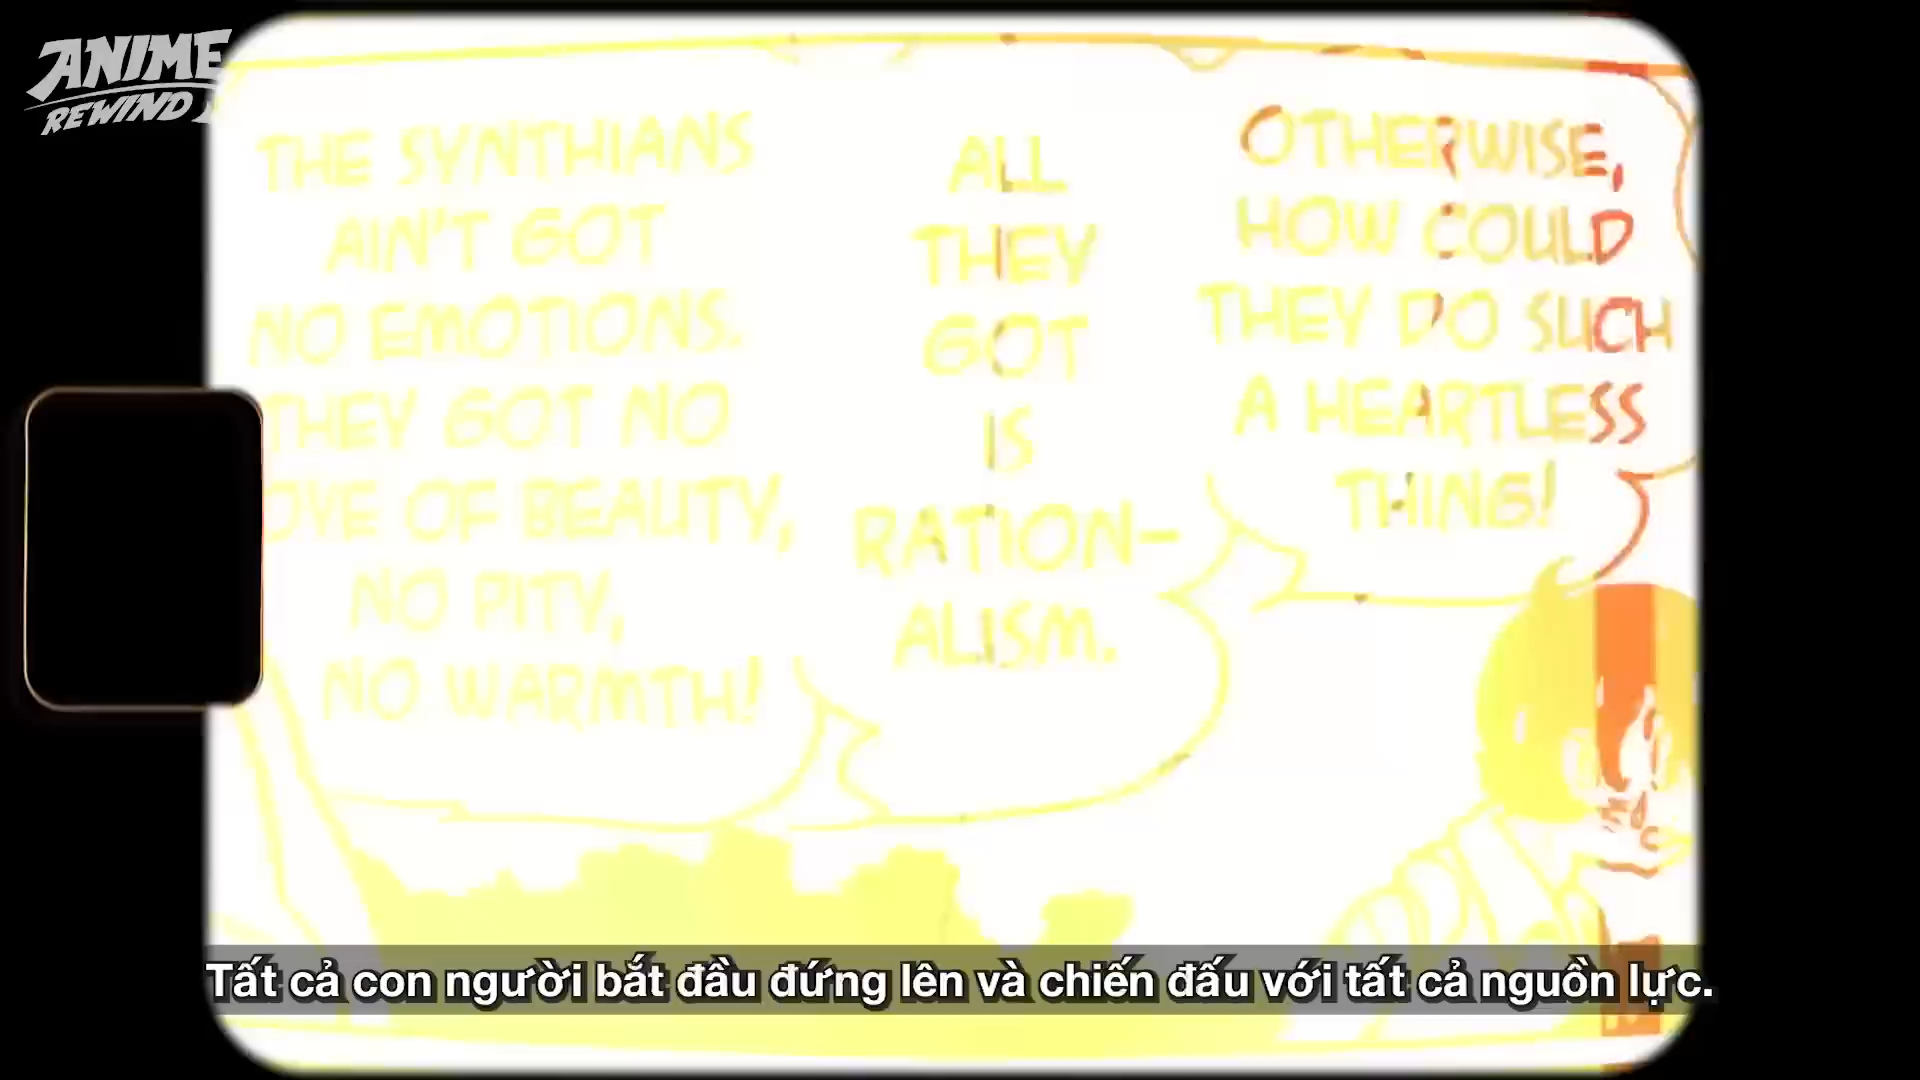 ANIME
REWIND
THE SYNTHIANS
AIN'T GOT
NO EMOTIONS.
THEY GOT NO
OVE OF BEAUTY,
NO PITY,
NO WARMTH!
ALL
THEY
GOT
IS
RATION-
ALISM.
OTHERWISE,
HOW COULD
THEY DO SUCH
A HEARTLESS
THING!
Tất cả con người bắt đầu đứng lên và chiến đấu với tất cả nguồn lực.